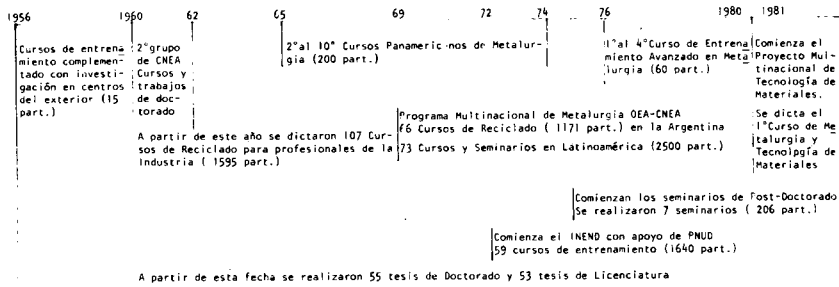 1956 1960 62 65 69 72 74 76 1980 1981
Cursos de entrena
miento complemen-
tado con investi-
gación en centros
del exterior (15
part.)
2°grupo
de CNEA
Cursos y
trabajos
de doc-
torado
2°al 10° Cursos Panamericanos de Metalur-
gia (200 part.)
1°al 4°Curso de Entrena
miento Avanzado en Meta
lurgia (60 part.)
Comienza el
Proyecto Mul-
tinacional de
Tecnología de
Materiales.
A partir de este año se dictaron 107 Cur-
sos de Reciclado para profesionales de la
Industria ( 1595 part.)
Programa Multinacional de Metalurgia OEA-CNEA
66 Cursos de Reciclado ( 1171 part.) en la Argentina
73 Cursos y Seminarios en Latinoamérica (2500 part.)
Se dicta el
1°Curso de Me
talurgia y
Tecnología de
Materiales
Comienzan los seminarios de Post-Doctorado
Se realizaron 7 seminarios ( 206 part.)
Comienza el INEND con apoyo de PNUD
59 cursos de entrenamiento (1640 part.)
A partir de esta fecha se realizaron 55 tesis de Doctorado y 53 tesis de Licenciatura